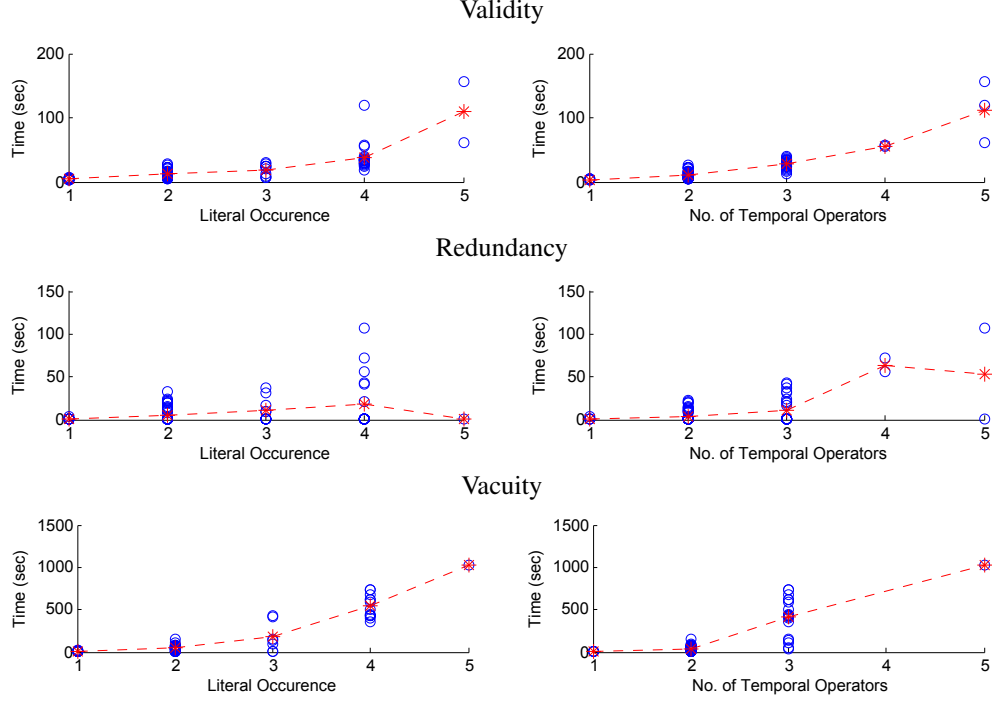 Validity
200
100
0
Time (sec)
1 2 3 4 5
Literal Occurence
200
100
0
Time (sec)
1 2 3 4 5
No. of Temporal Operators
Redundancy
150
100
50
0
Time (sec)
1 2 3 4 5
Literal Occurence
150
100
50
0
Time (sec)
1 2 3 4 5
No. of Temporal Operators
Vacuity
1500
1000
500
0
Time (sec)
1 2 3 4 5
Literal Occurence
1500
1000
500
0
Time (sec)
1 2 3 4 5
No. of Temporal Operators